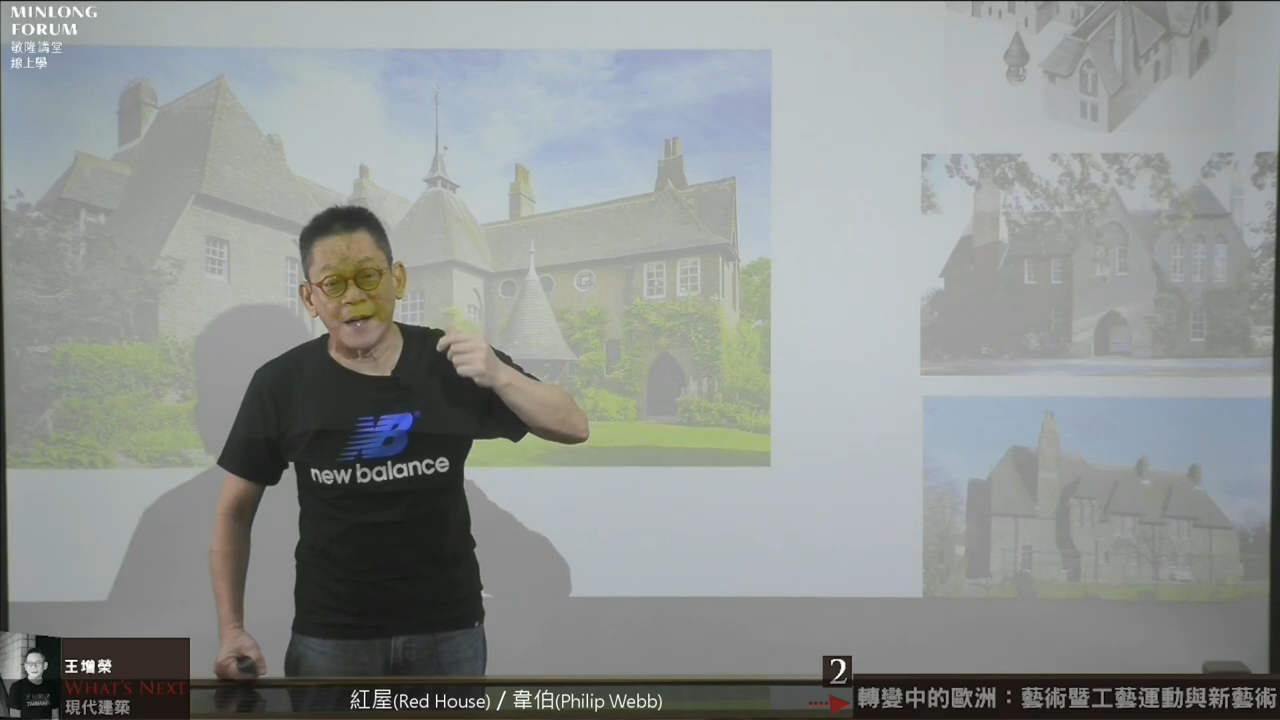 MINLONG
FORUM
敏隆講堂
線上學
NB
new balance
王增榮
WHAT'S NEXT
現代建築
紅屋(Red House) / 韋伯(Philip Webb)
2
轉變中的歐洲：藝術暨工藝運動與新藝術